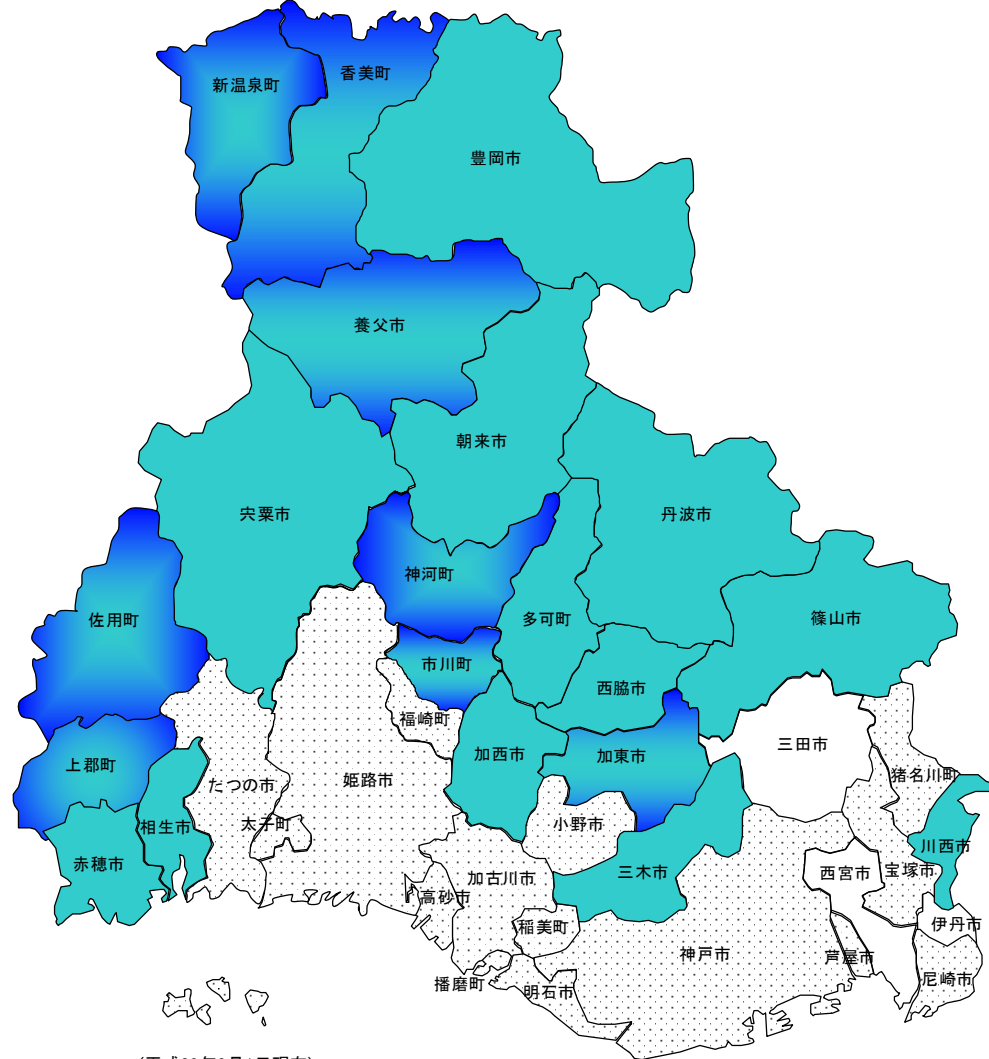 香美町
新温泉町
豊岡市
養父市
朝来市
宍粟市
丹波市
神河町
佐用町
多可町
篠山市
市川町
西脇市
福崎町
三田市
加西市
加東市
上郡町
猪名川町
姫路市
たつの市
太子町
小野市
相生市
川西市
赤穂市
三木市
西宮市
宝塚市
加古川市
高砂市
稲美町
伊丹市
神戸市
芦屋市
尼崎市
播磨町
明石市